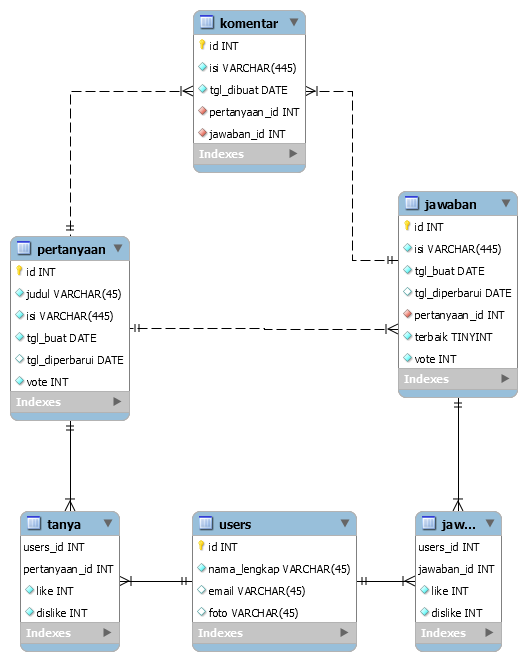 komentar
id INT
isi VARCHAR(445)
tgl_dibuat DATE
pertanyaan_id INT
jawaban_id INT
Indexes
jawaban
id INT
isi VARCHAR(445)
tgl_buat DATE
tgl_diperbarui DATE
pertanyaan_id INT
terbaik TINYINT
vote INT
Indexes
pertanyaan
id INT
judul VARCHAR(45)
isi VARCHAR(445)
tgl_buat DATE
tgl_diperbarui DATE
vote INT
Indexes
tanya
users_id INT
pertanyaan_id INT
like INT
dislike INT
Indexes
users
id INT
nama_lengkap VARCHAR(45)
email VARCHAR(45)
foto VARCHAR(45)
Indexes
jaw...
users_id INT
jawaban_id INT
like INT
dislike INT
Indexes